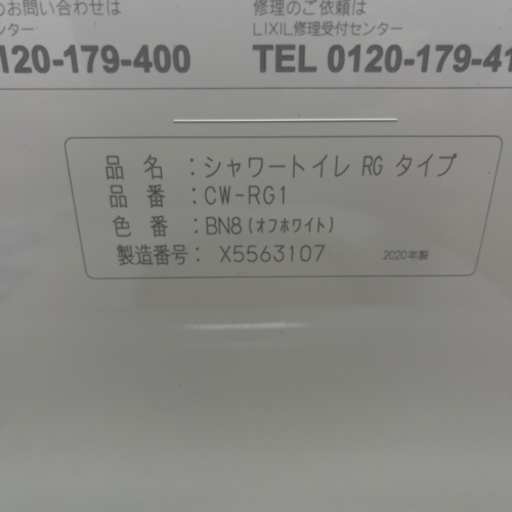 のお問い合わせは
ンター
120-179-400
修理のご依頼は
LIXIL修理受付センター
TEL 0120-179-41
品 名 : シャワートイレ RG タイプ
品 番 : CW-RG1
色 番 : BN8(オフホワイト)
製造番号: X5563107
2020年製